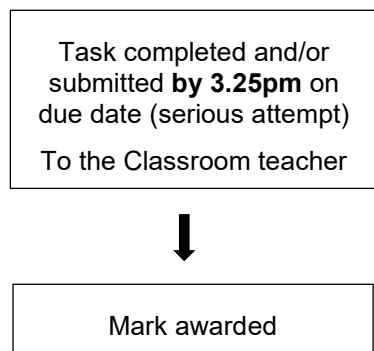 Task completed and/or
submitted by 3.25pm on
due date (serious attempt)
To the Classroom teacher
Mark awarded